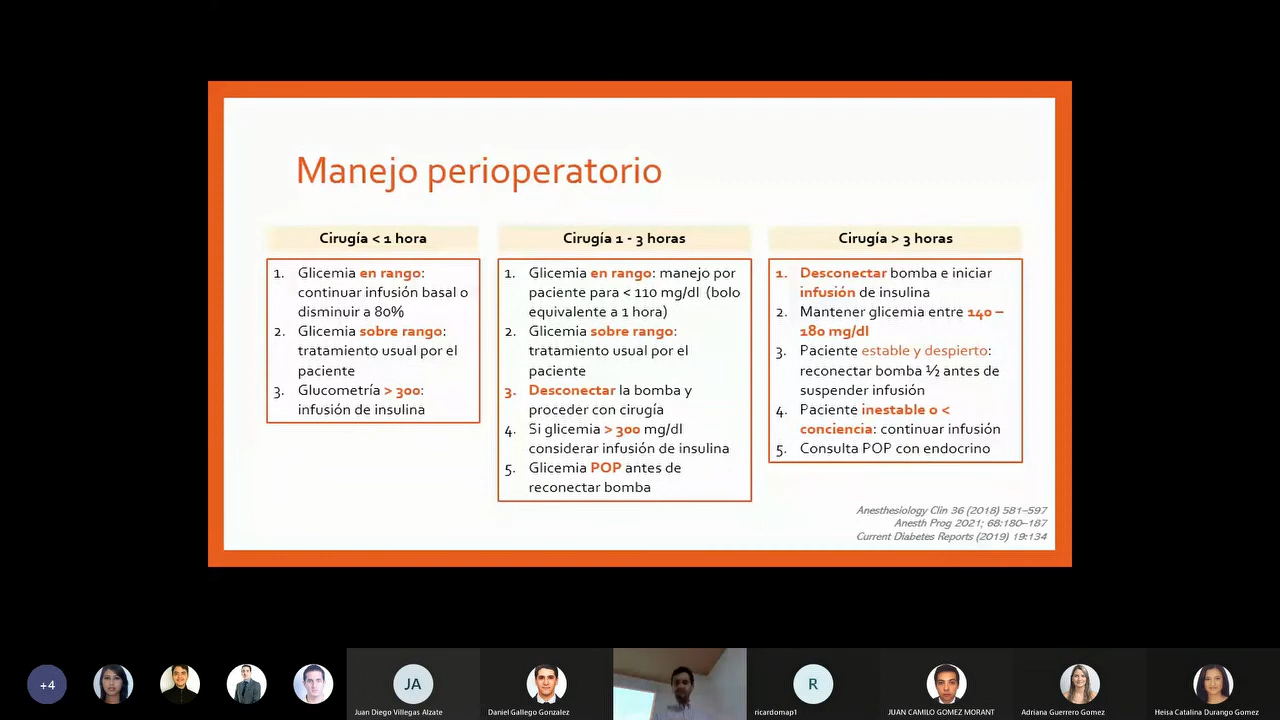 Manejo perioperatorio
Cirugía < 1 hora
1. Glicemia en rango:
continuar infusión basal o
disminuir a 80%
2. Glicemia sobre rango:
tratamiento usual por el
paciente
3. Glucometría > 300:
infusión de insulina
Cirugía 1 - 3 horas
1. Glicemia en rango: manejo por
paciente para < 110 mg/dl (bolo
equivalente a 1 hora)
2. Glicemia sobre rango:
tratamiento usual por el
paciente
3. Desconectar la bomba y
proceder con cirugía
4. Si glicemia > 300 mg/dl
considerar infusión de insulina
5. Glicemia POP antes de
reconectar bomba
Cirugía > 3 horas
1. Desconectar bomba e iniciar
infusión de insulina
2. Mantener glicemia entre 140 –
180 mg/dl
3. Paciente estable y despierto:
reconectar bomba ½ antes de
suspender infusión
4. Paciente inestable o <
conciencia: continuar infusión
5. Consulta POP con endocrino
Anesthesiology Clin 36 (2018) 581–597
Anesth Prog 2021; 68:180–187
Current Diabetes Reports (2019) 19:134
+4
JA
Juan Diego Villegas Alzate
Daniel Gallego Gonzalez
R
ricardomap1
JUAN CAMILO GOMEZ MORANT
Adriana Guerrero Gomez
Heisa Catalina Durango Gomez